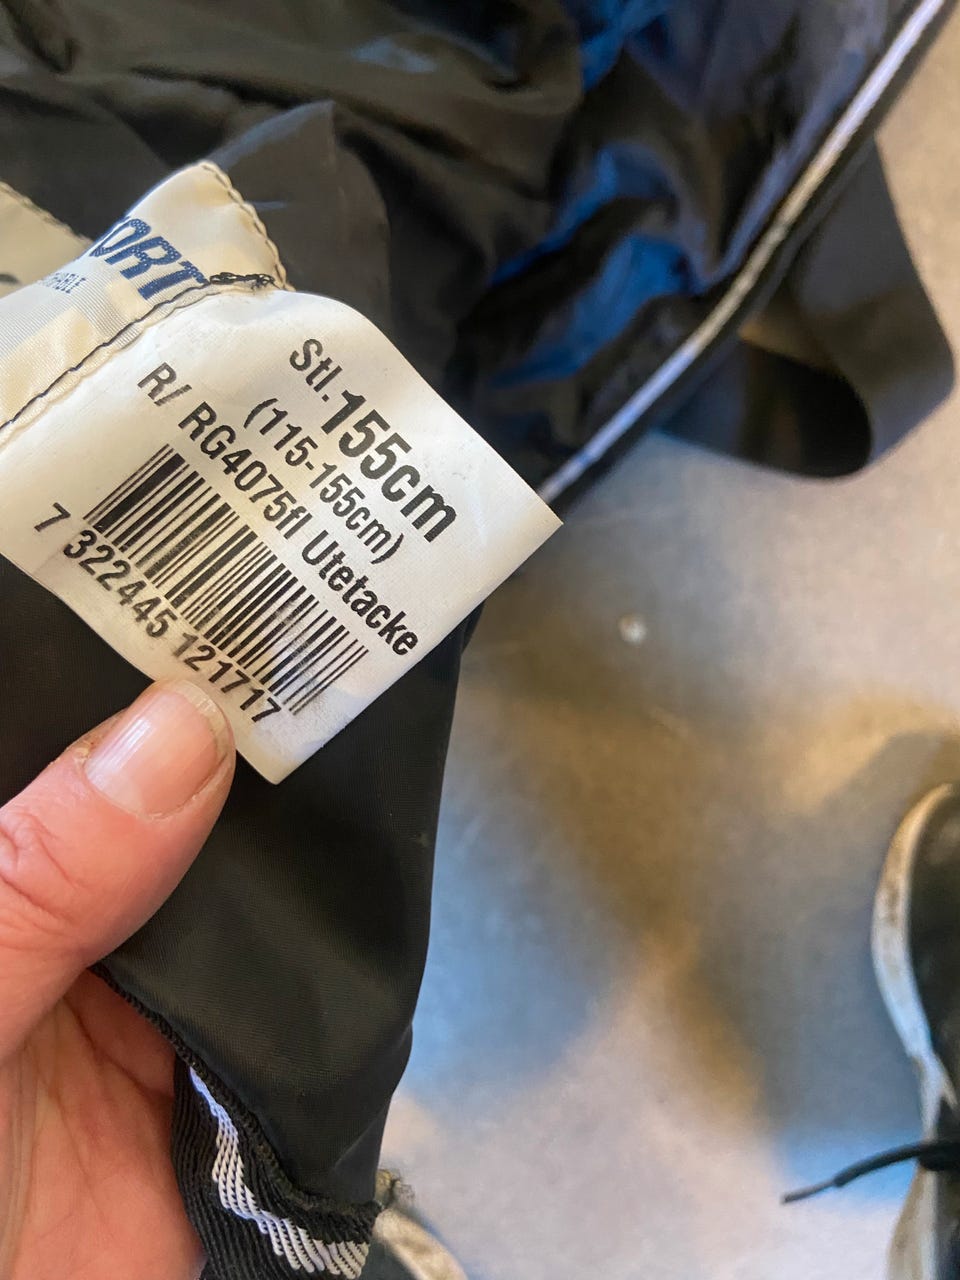 ORT
Stl.155cm
(115-155cm)
R/ RG4075fl Utetacke
7 322445 121717